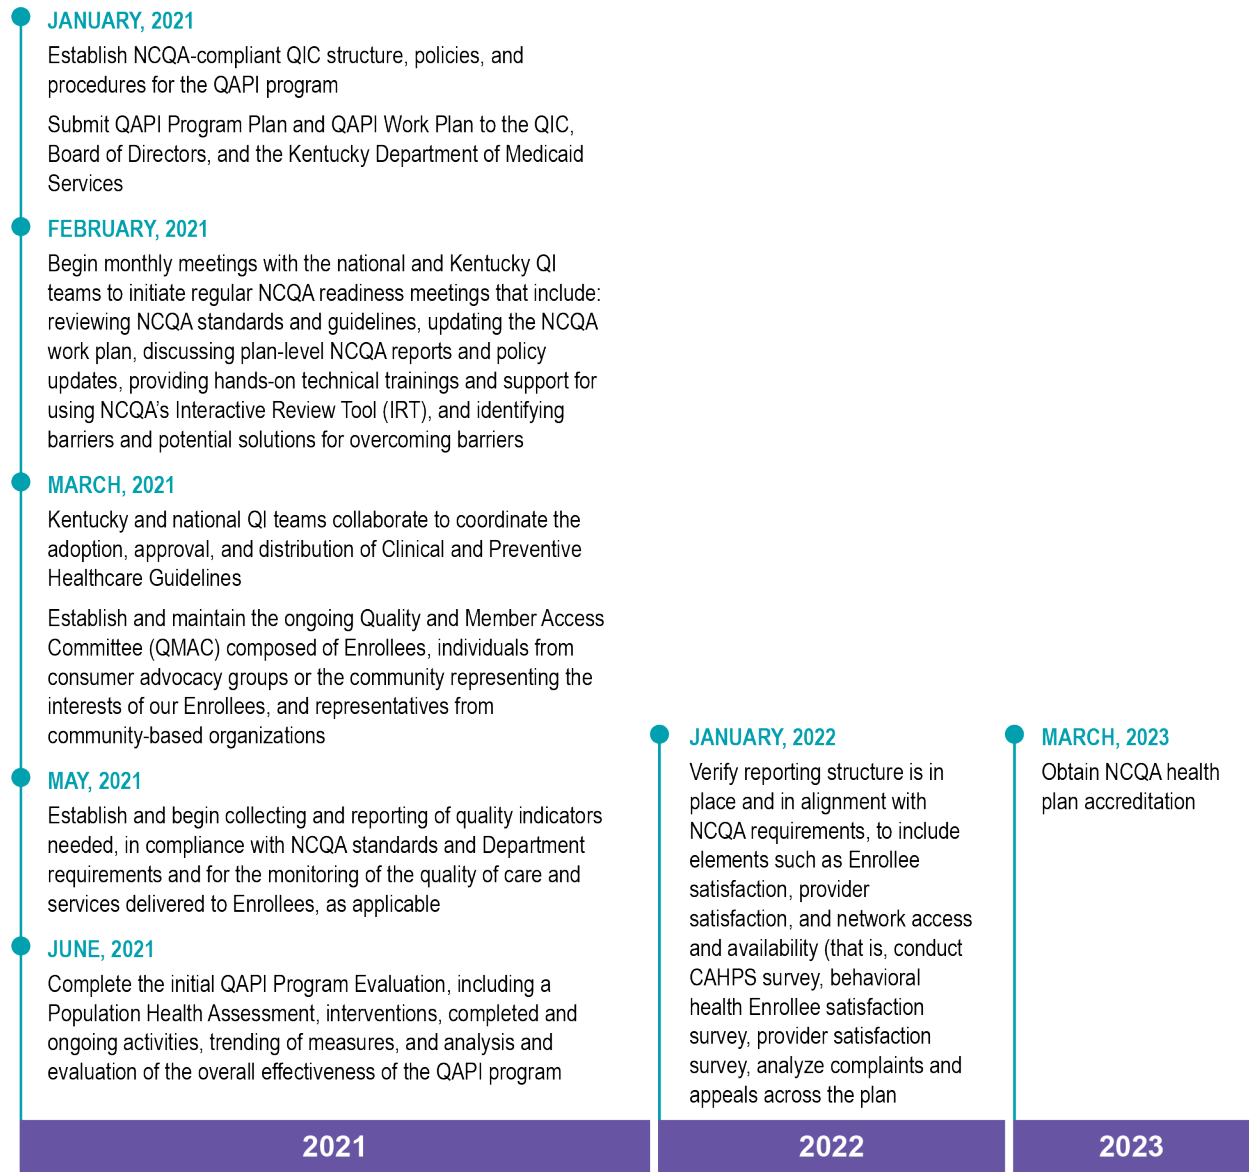 JANUARY, 2021
Establish NCQA-compliant QIC structure, policies, and
procedures for the QAPI program
Submit QAPI Program Plan and QAPI Work Plan to the QIC,
Board of Directors, and the Kentucky Department of Medicaid
Services
FEBRUARY, 2021
Begin monthly meetings with the national and Kentucky QI
teams to initiate regular NCQA readiness meetings that include:
reviewing NCQA standards and guidelines, updating the NCQA
work plan, discussing plan-level NCQA reports and policy
updates, providing hands-on technical trainings and support for
using NCQA’s Interactive Review Tool (IRT), and identifying
barriers and potential solutions for overcoming barriers
MARCH, 2021
Kentucky and national QI teams collaborate to coordinate the
adoption, approval, and distribution of Clinical and Preventive
Healthcare Guidelines
Establish and maintain the ongoing Quality and Member Access
Committee (QMAC) composed of Enrollees, individuals from
consumer advocacy groups or the community representing the
interests of our Enrollees, and representatives from
community-based organizations
MAY, 2021
Establish and begin collecting and reporting of quality indicators
needed, in compliance with NCQA standards and Department
requirements and for the monitoring of the quality of care and
services delivered to Enrollees, as applicable
JUNE, 2021
Complete the initial QAPI Program Evaluation, including a
Population Health Assessment, interventions, completed and
ongoing activities, trending of measures, and analysis and
evaluation of the overall effectiveness of the QAPI program
2021
JANUARY, 2022
Verify reporting structure is in
place and in alignment with
NCQA requirements, to include
elements such as Enrollee
satisfaction, provider
satisfaction, and network access
and availability (that is, conduct
CAHPS survey, behavioral
health Enrollee satisfaction
survey, provider satisfaction
survey, analyze complaints and
appeals across the plan
2022
MARCH, 2023
Obtain NCQA health
plan accreditation
2023